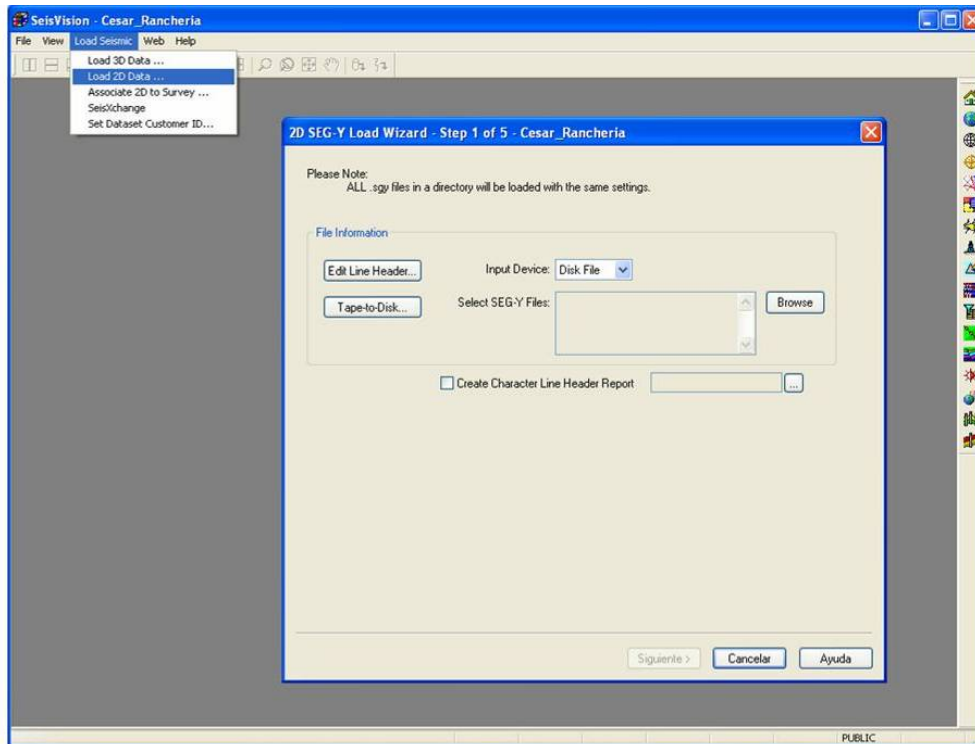 SeisVision - Cesar_Rancheria
File View Load Seismic Web Help
Load 3D Data ...
Load 2D Data ...
Associate 2D to Survey ...
SeisXchange
Set Dataset Customer ID...
2D SEG-Y Load Wizard - Step 1 of 5 - Cesar_Rancheria
Please Note:
ALL .sgy files in a directory will be loaded with the same settings.
File Information
Edit Line Header... Input Device: Disk File
Tape-to-Disk... Select SEG-Y Files: Browse
Create Character Line Header Report ...
Siguiente > Cancelar Ayuda
PUBLIC